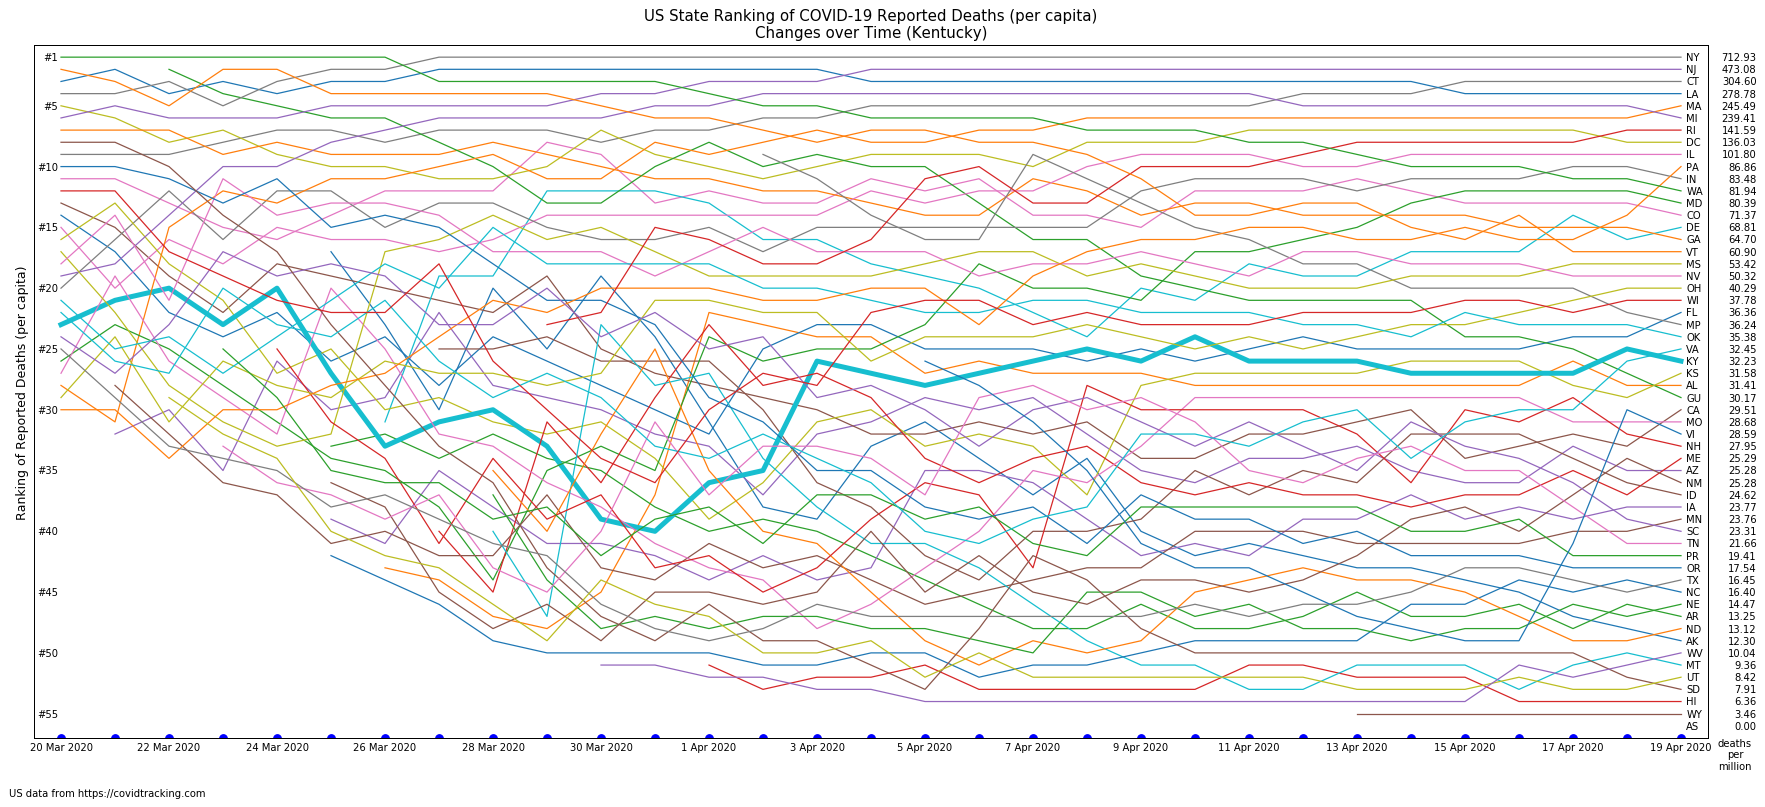 US State Ranking of COVID-19 Reported Deaths (per capita)
Changes over Time (Kentucky)
Ranking of Reported Deaths (per capita)
#1
#5
#10
#15
#20
#25
#30
#35
#40
#45
#50
#55
NY 712.93
NJ 473.08
CT 304.60
LA 278.78
MA 245.49
MI 239.41
RI 141.59
DC 136.03
IL 101.80
PA 86.86
IN 83.48
WA 81.94
MD 80.39
CO 71.37
DE 68.81
GA 64.70
VT 60.90
MS 53.42
NV 50.32
OH 40.29
WI 37.78
FL 36.36
MP 36.24
OK 35.38
VA 32.45
KY 32.23
KS 31.58
AL 31.41
GU 30.17
CA 29.51
MO 28.68
VI 28.59
NH 27.95
ME 25.29
AZ 25.28
NM 25.28
ID 24.62
IA 23.77
MN 23.76
SC 23.31
TN 21.66
PR 19.41
OR 17.54
TX 16.45
NC 16.40
NE 14.47
AR 13.25
ND 13.12
AK 12.30
WV 10.04
MT 9.36
UT 8.42
SD 7.91
HI 6.36
WY 3.46
AS 0.00
20 Mar 2020 22 Mar 2020 24 Mar 2020 26 Mar 2020 28 Mar 2020 30 Mar 2020 1 Apr 2020 3 Apr 2020 5 Apr 2020 7 Apr 2020 9 Apr 2020 11 Apr 2020 13 Apr 2020 15 Apr 2020 17 Apr 2020 19 Apr 2020
deaths
per
million
US data from https://covidtracking.com